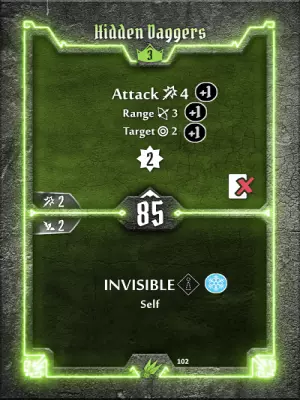 Hidden Daggers
3
Attack 4 +1
Range 3 +1
Target 2 +1
2
2
85
2
INVISIBLE
Self
102